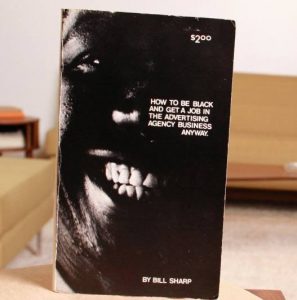 $2.00
HOW TO BE BLACK
AND GET A JOB IN
THE ADVERTISING
AGENCY BUSINESS
ANYWAY.
BY BILL SHARP